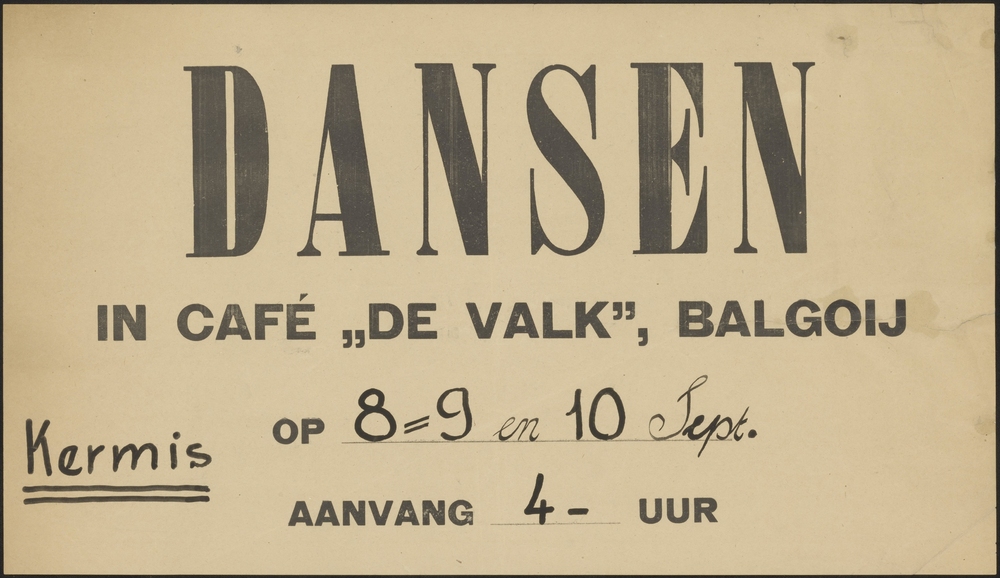 DANSEN
IN CAFÉ „DE VALK”, BALGOIJ
OP 8=9 en 10 Sept.
Kermis
AANVANG 4- UUR